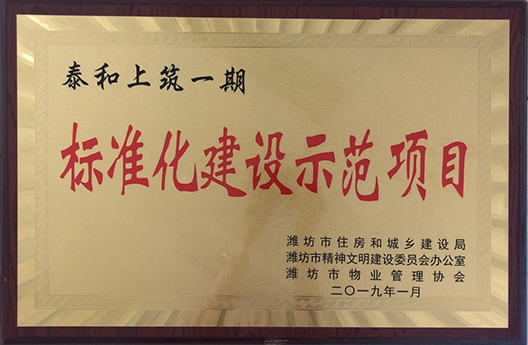 泰和上筑一期
标准化建设示范项目
潍坊市住房和城乡建设局
潍坊市精神文明建设委员会办公室
潍坊市物业管理协会
二〇一九年一月